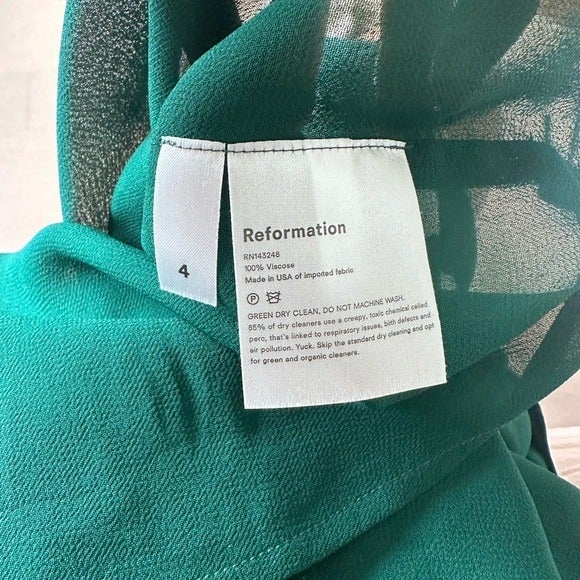 4
Reformation
RN143248
100% Viscose
Made in USA of imported fabric
P
GREEN DRY CLEAN, DO NOT MACHINE WASH.
85% of dry cleaners use a creepy, toxic chemical called
perc, that's linked to respiratory issues, birth defects and
air pollution. Yuck. Skip the standard dry cleaning and opt
for green and organic cleaners.